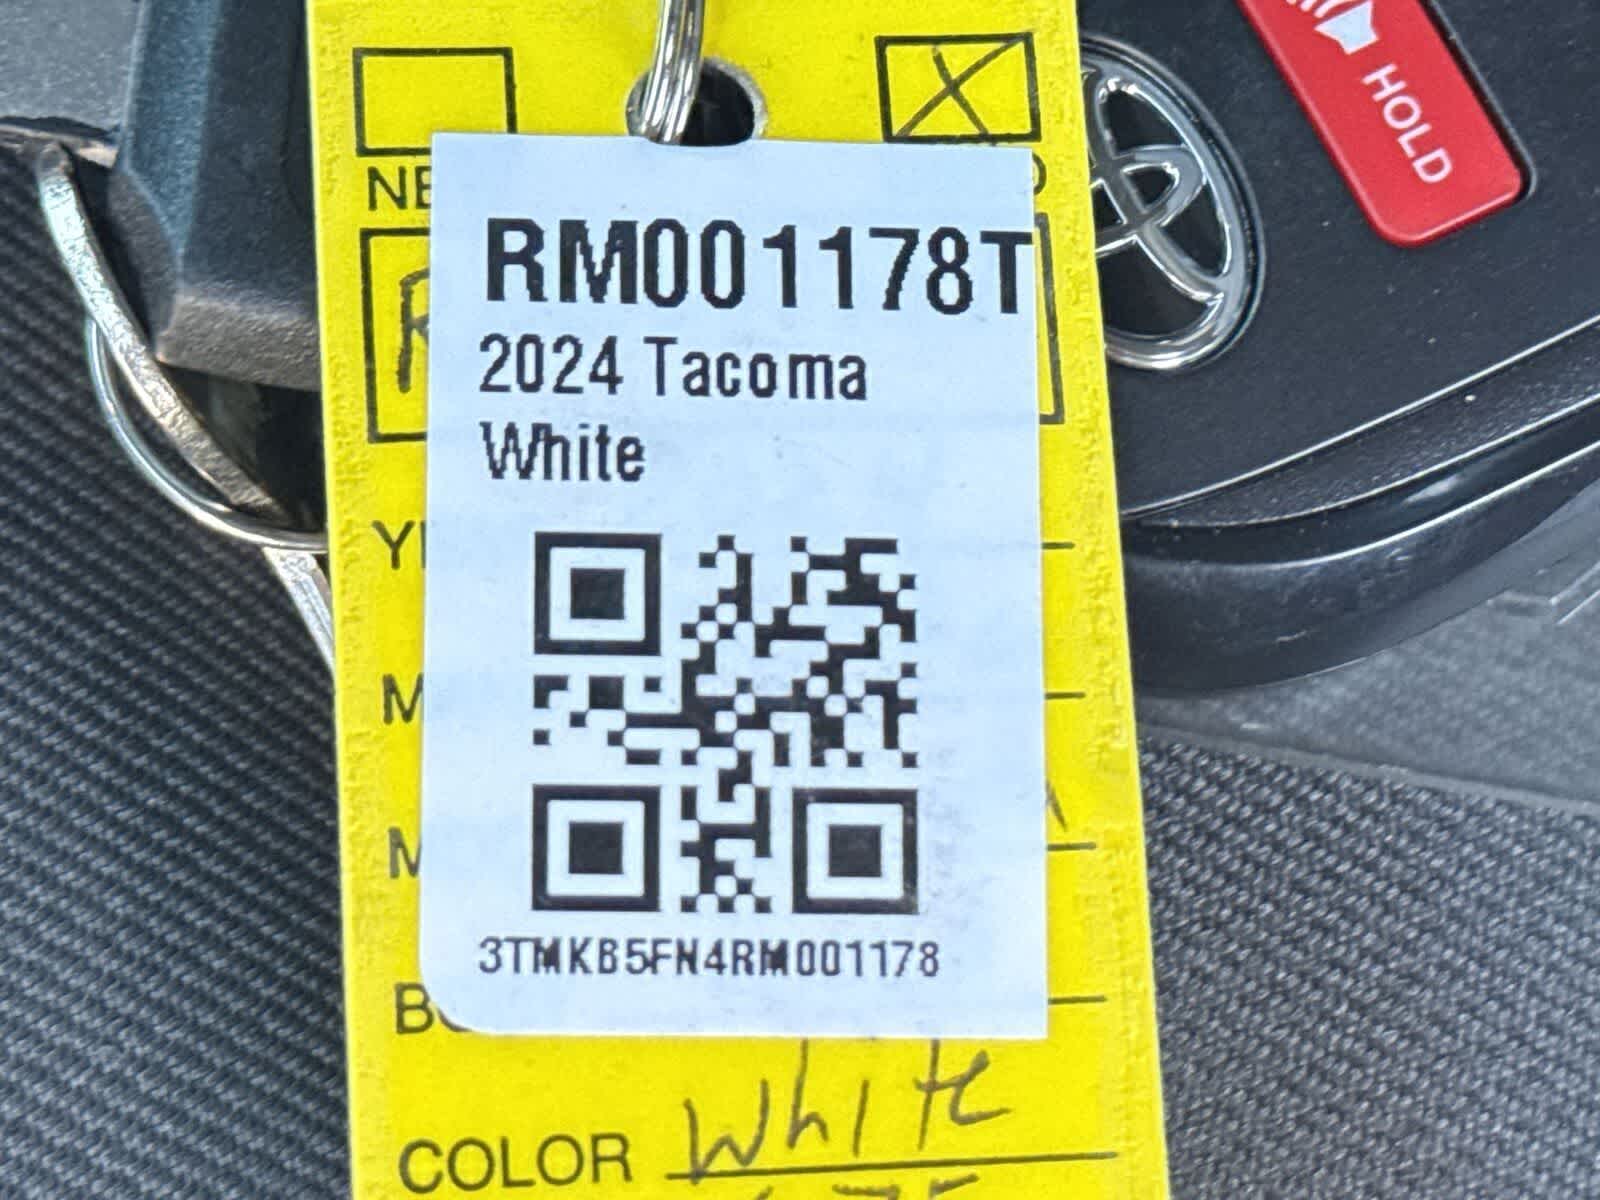 HOLD
RM001178T
2024 Tacoma
White
3TMKB5FN4RM001178
COLOR White